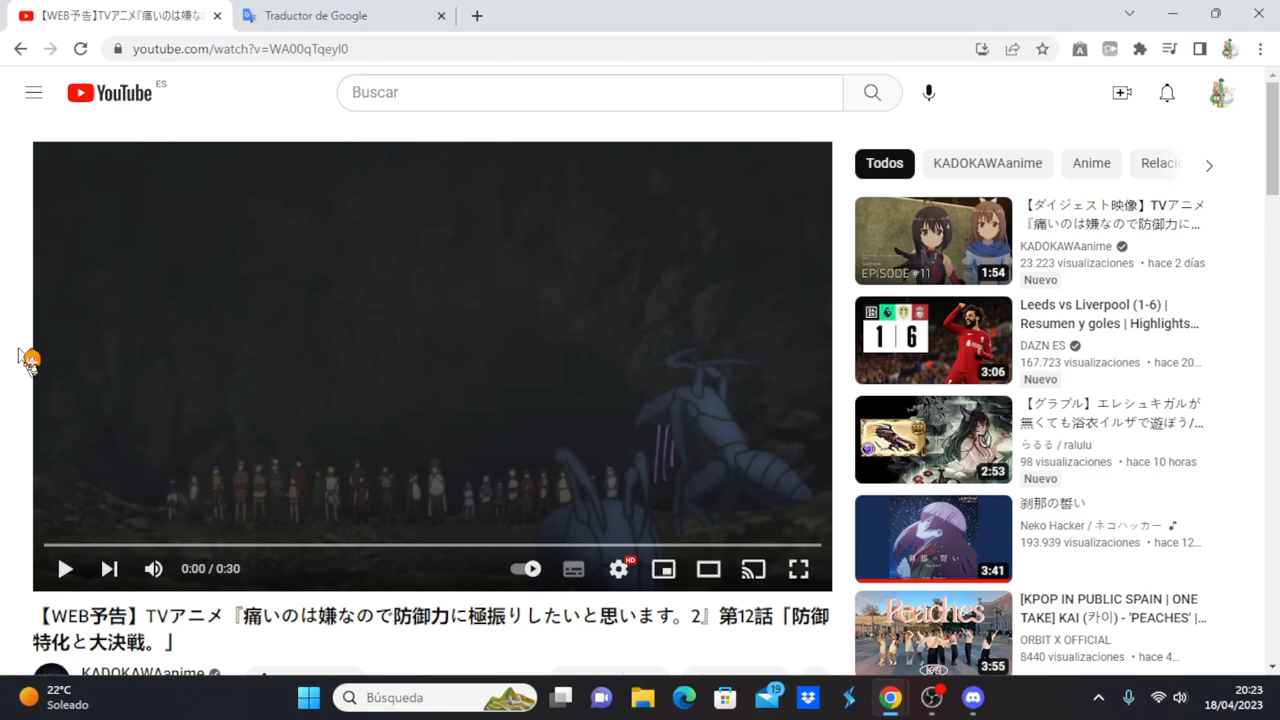 【WEB予告】TVアニメ『痛いのは嫌な
Traductor de Google
youtube.com/watch?v=WA00qTqeyI0
YouTube ES
Buscar
Todos
KADOKAWAanime
Anime
Relacio
【ダイジェスト映像】TVアニメ
『痛いのは嫌なので防御力に...
KADOKAWAanime
23.223 visualizaciones • hace 2 días
Nuevo
EPISODE #11
1:54
Leeds vs Liverpool (1-6) |
Resumen y goles | Highlights...
DAZN ES
167.723 visualizaciones • hace 20...
Nuevo
1 6
3:06
【グラブル】エレシュキガルが
無くても浴衣イルザで遊ぼう/...
らるる / ralulu
98 visualizaciones • hace 10 horas
Nuevo
2:53
刹那の誓い
Neko Hacker / ネコハッカー
193.939 visualizaciones • hace 12...
刹那の誓い
3:41
[KPOP IN PUBLIC SPAIN | ONE
TAKE] KAI (카이) - 'PEACHES' |...
ORBIT X OFFICIAL
8440 visualizaciones • hace 4...
Peaches
KAI
3:55
0:00 / 0:30
HD
【WEB予告】TVアニメ『痛いのは嫌なので防御力に極振りしたいと思います。2』第12話「防御
特化と大決戦。」
KADOKAWAanime
22°C
Soleado
Búsqueda
19
20:23
18/04/2023